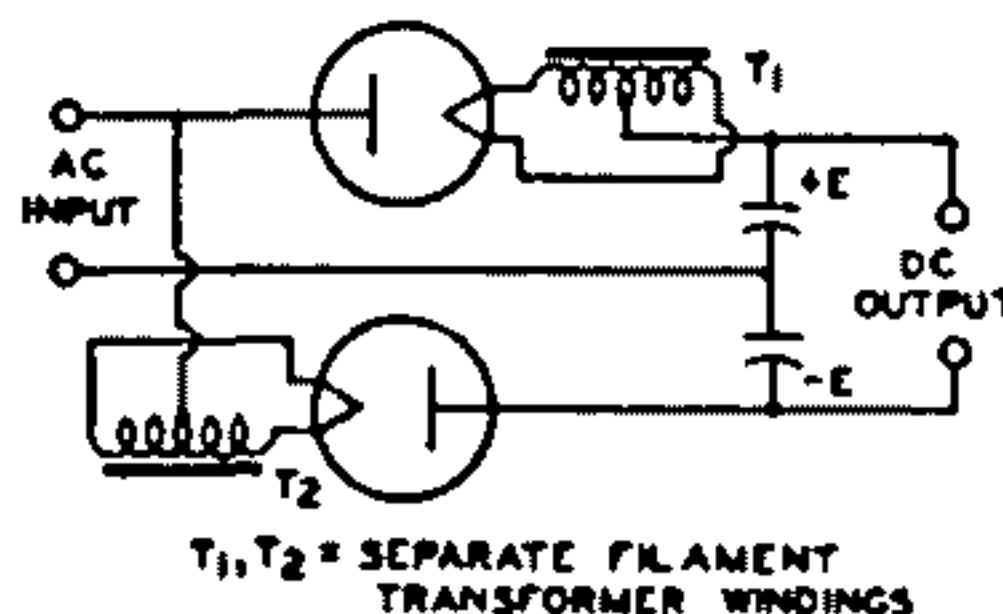 T1
AC
INPUT
+E
DC
OUTPUT
-E
T2
T1, T2 = SEPARATE FILAMENT
TRANSFORMER WINDINGS